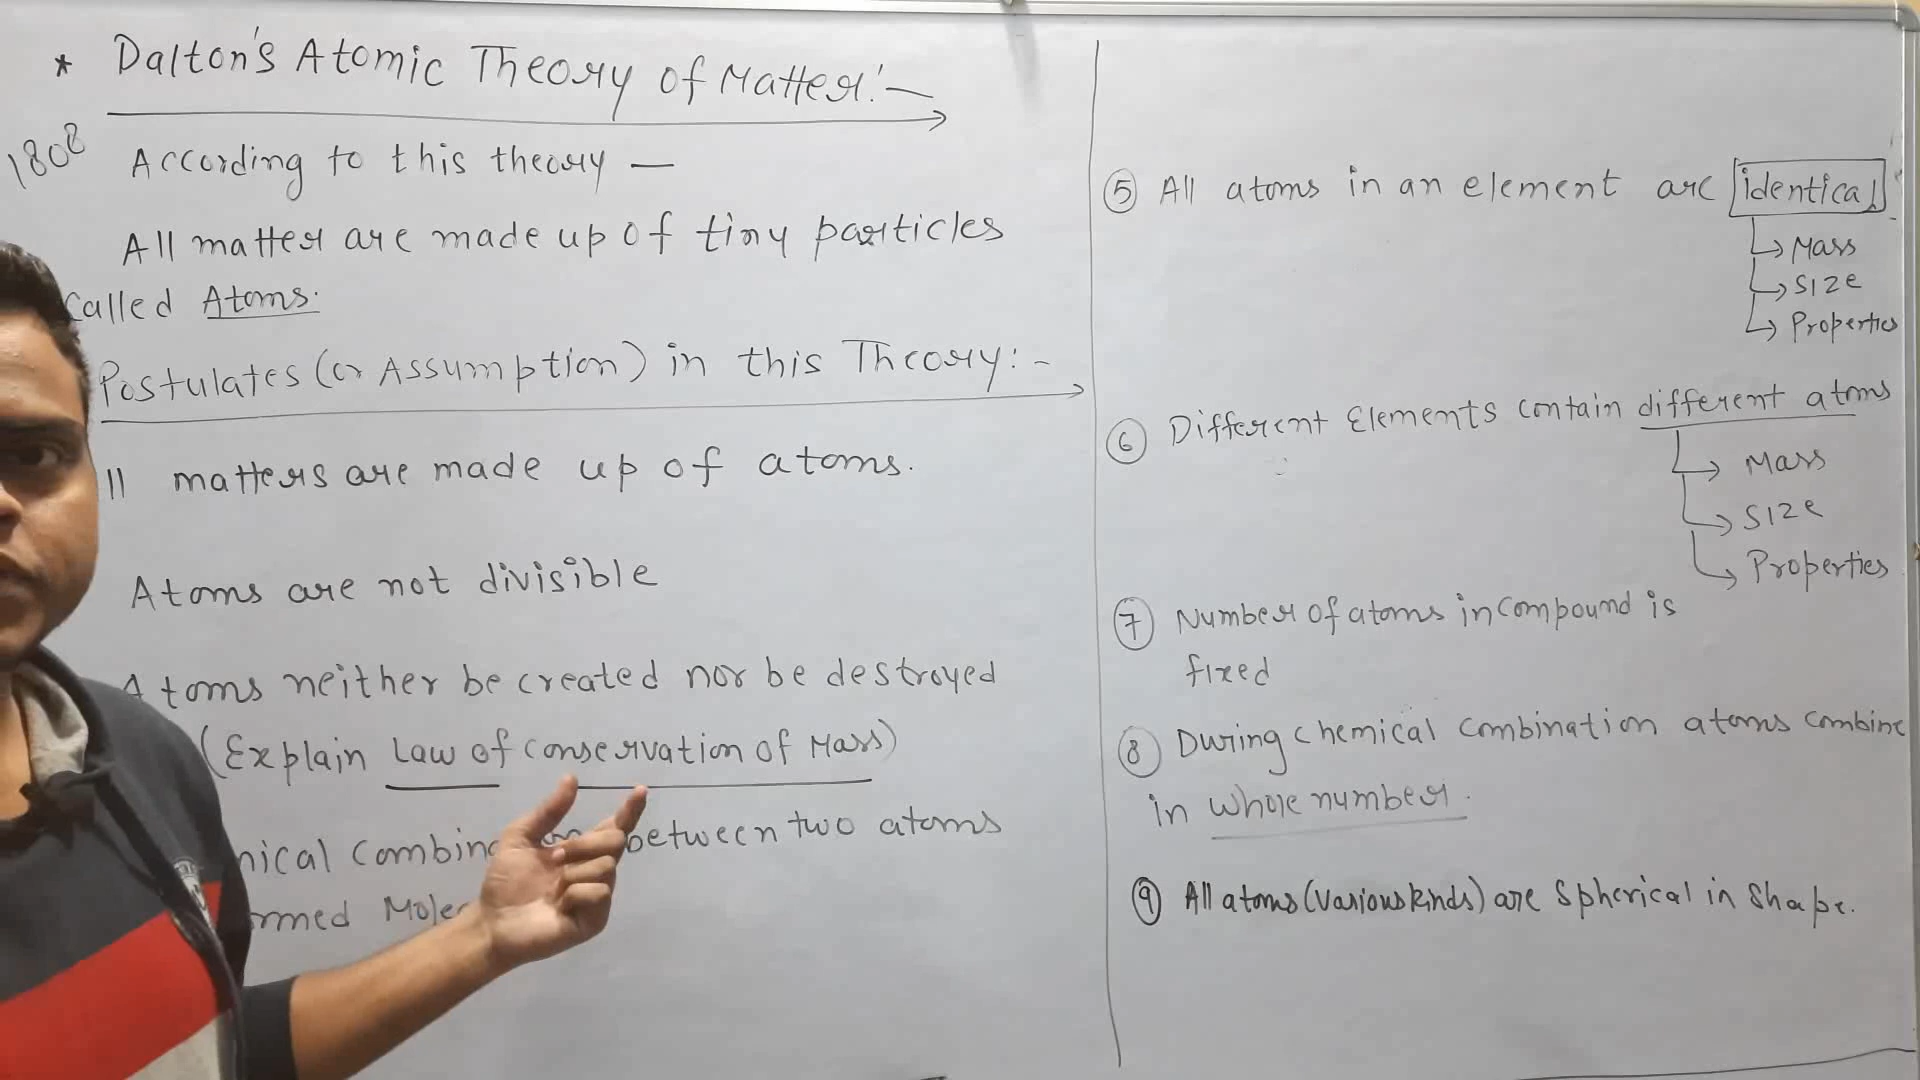 * Dalton's Atomic Theory of Matter:-
1808
According to this theory —
All matter are made up of tiny particles
called Atoms.
Postulates (or Assumption) in this Theory:-
ll matters are made up of atoms.
Atoms are not divisible
Atoms neither be created nor be destroyed
(Explain Law of conservation of Mass)
nical Combin between two atoms
rmed Mole
⑤ All atoms in an element are identical
→ Mass
→ Size
→ Properties
⑥ Different Elements contain different atoms
→ Mass
→ Size
→ Properties
⑦ Number of atoms in compound is
fixed
⑧ During chemical combination atoms combine
in whole number.
⑨ All atoms (various kinds) are Spherical in Shape.